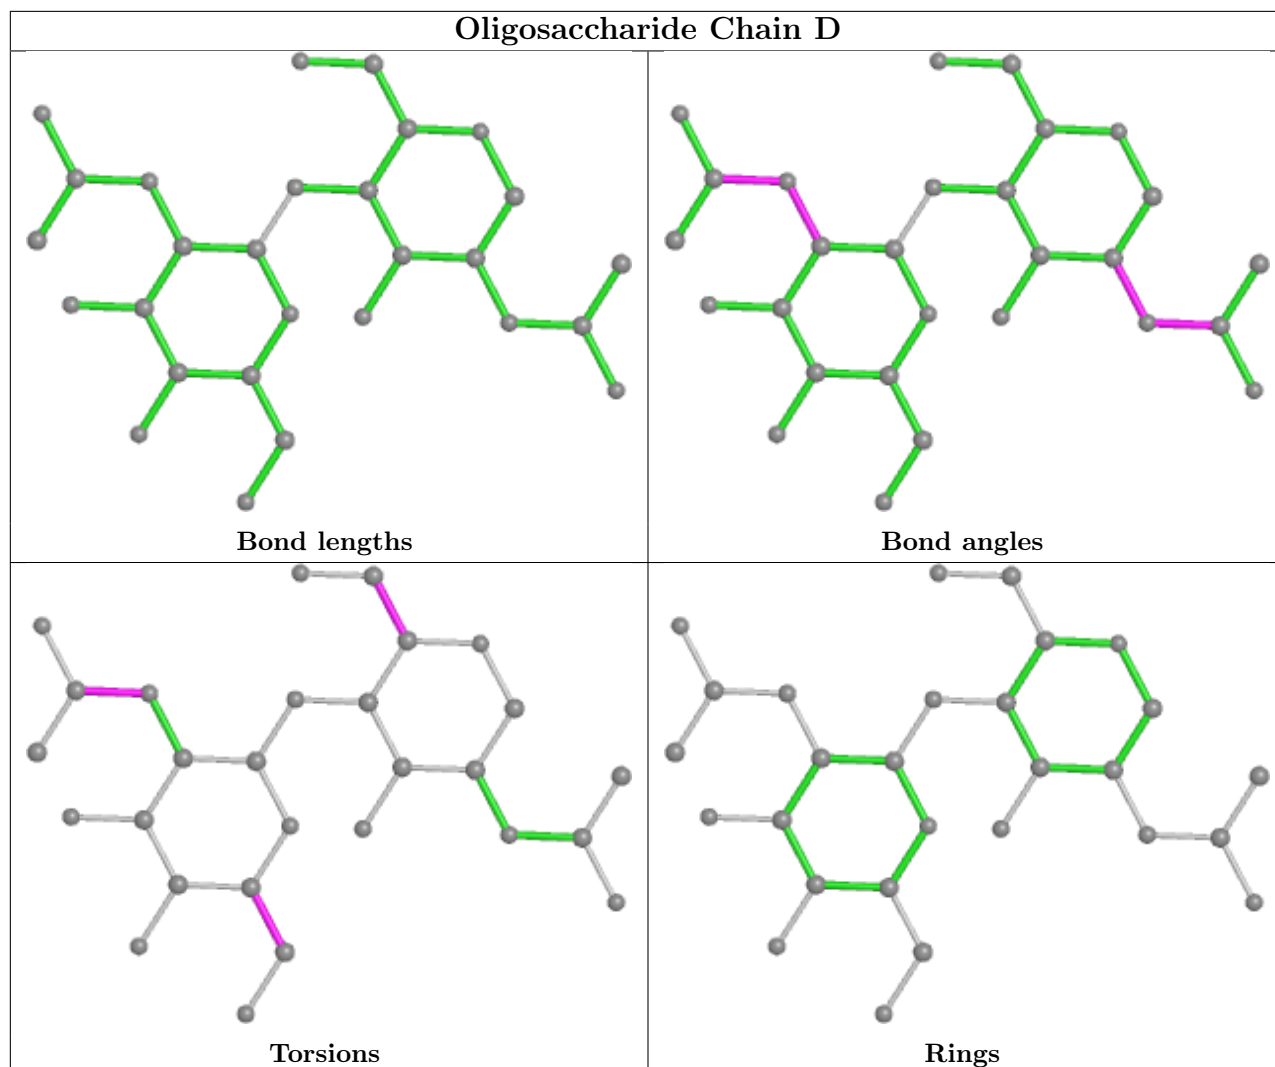 Oligosaccharide Chain D
Bond lengths
Bond angles
Torsions
Rings